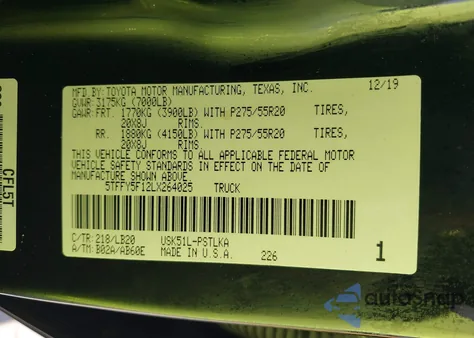 MFD.BY:TOYOTA MOTOR MANUFACTURING, TEXAS, INC. 12/19
GVWR: 3175KG (7000LB)
GAWR:FRT. 1770KG (3900LB) WITH P275/55R20 TIRES,
20X8J RIMS.
RR. 1880KG (4150LB) WITH P275/55R20 TIRES,
20X8J RIMS.
THIS VEHICLE CONFORMS TO ALL APPLICABLE FEDERAL MOTOR
VEHICLE SAFETY STANDARDS IN EFFECT ON THE DATE OF
MANUFACTURE SHOWN ABOVE.
5TFFY5F12LX264025 TRUCK
C/TR:218/LB20 USK51L-PSTLKA
A/TM:B02A/AB60E MADE IN U.S.A. 226 1
CFL5T
autosnap